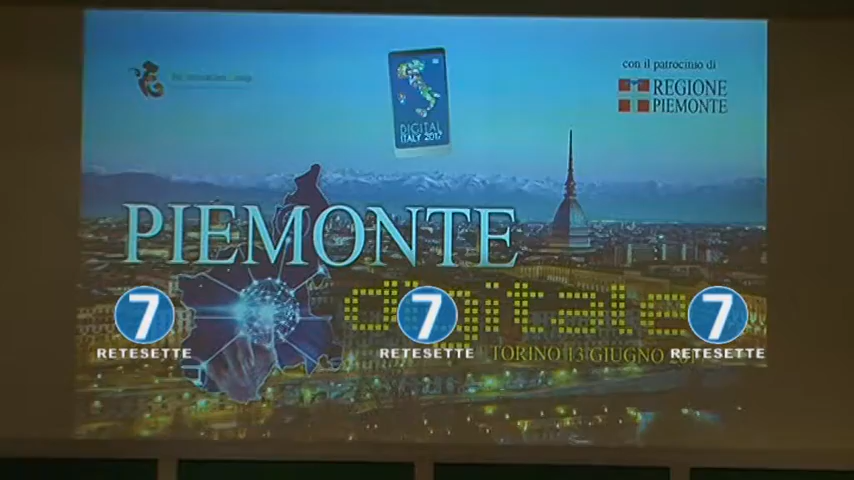 con il patrocinio di
REGIONE
PIEMONTE
DIGITAL
ITALY 2017
PIEMONTE
digitale
7
RETESETTE
7
RETESETTE
7
RETESETTE
TORINO 13 GIUGNO